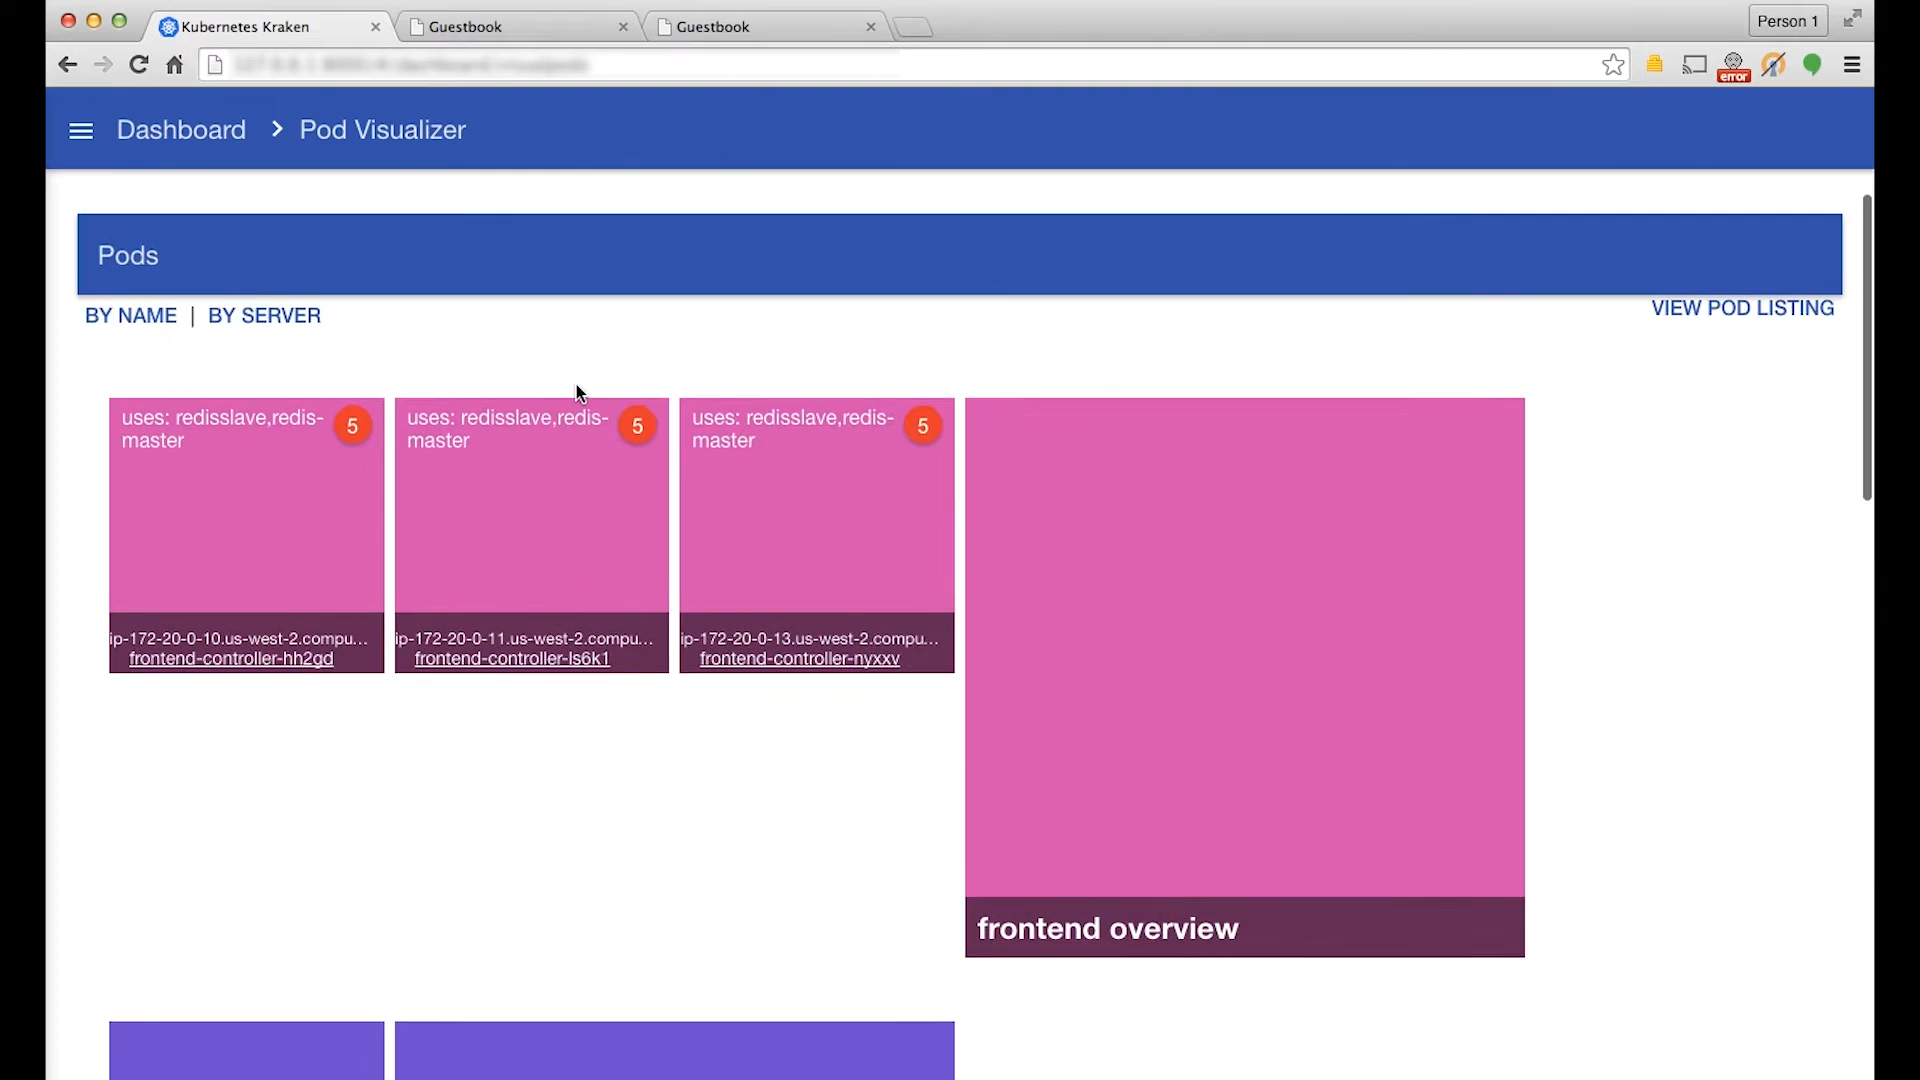 Kubernetes Kraken
Guestbook
Guestbook
Person 1
error
Dashboard > Pod Visualizer
Pods
BY NAME | BY SERVER
VIEW POD LISTING
uses: redisslave,redis-
master
5
ip-172-20-0-10.us-west-2.compu...
frontend-controller-hh2gd
uses: redisslave,redis-
master
5
ip-172-20-0-11.us-west-2.compu...
frontend-controller-ls6k1
uses: redisslave,redis-
master
5
ip-172-20-0-13.us-west-2.compu...
frontend-controller-nyxxv
frontend overview